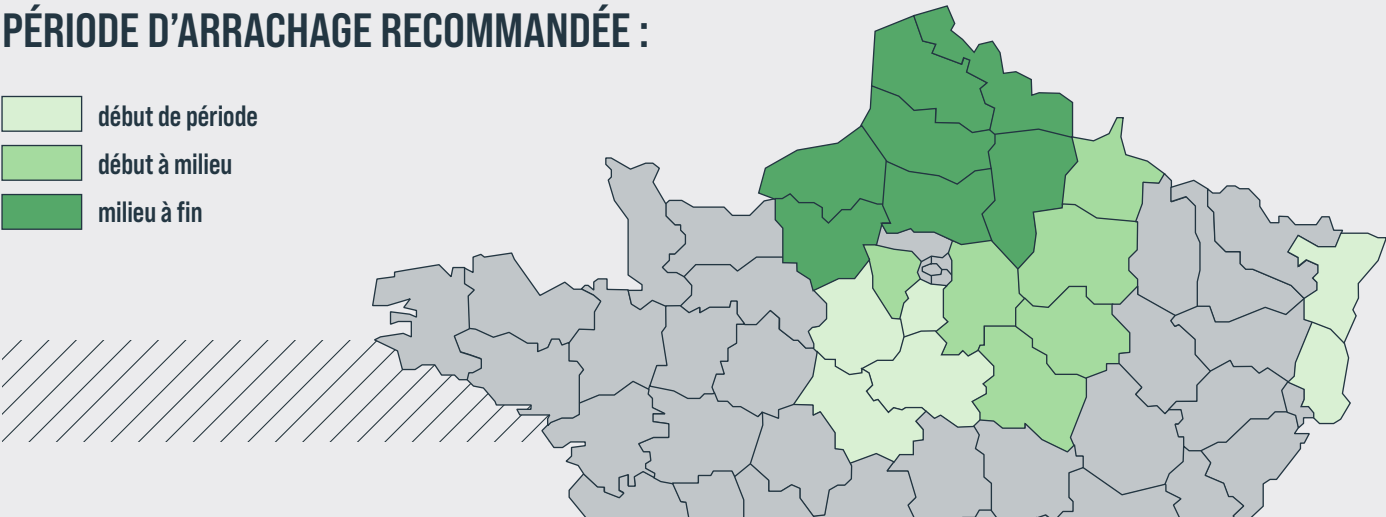 PÉRIODE D’ARRACHAGE RECOMMANDÉE :
début de période
début à milieu
milieu à fin